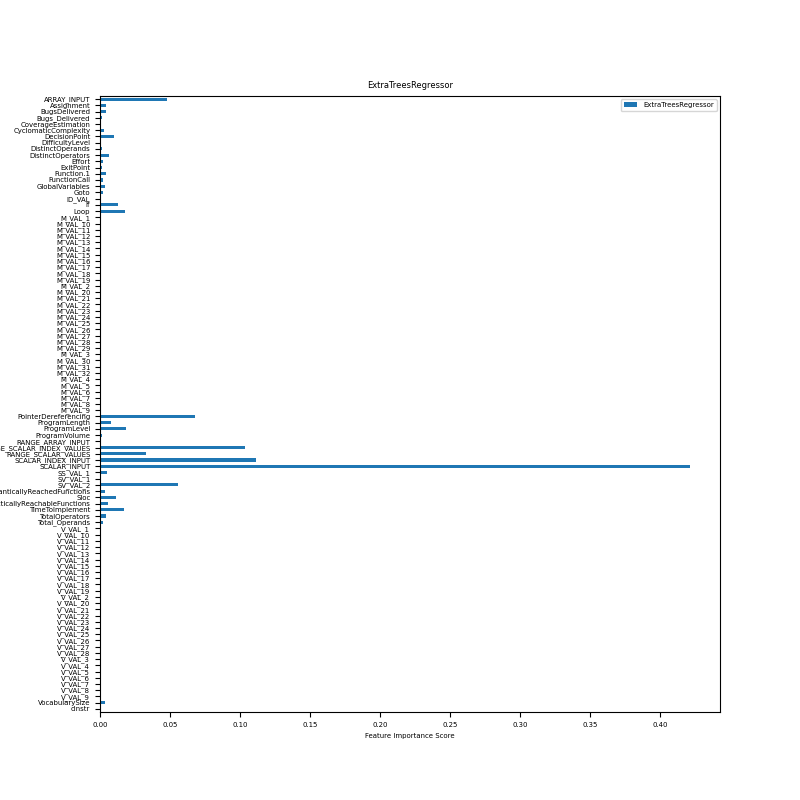 ExtraTreesRegressor
ExtraTreesRegressor
ARRAY_INPUT
Assignment
BugsDelivered
Bugs_Delivered
CoverageEstimation
CyclomaticComplexity
DecisionPoint
DifficultyLevel
DistinctOperands
DistinctOperators
Effort
ExitPoint
Function.1
FunctionCall
GlobalVariables
Goto
ID_VAL
If
Loop
M_VAL_1
M_VAL_10
M_VAL_11
M_VAL_12
M_VAL_13
M_VAL_14
M_VAL_15
M_VAL_16
M_VAL_17
M_VAL_18
M_VAL_19
M_VAL_2
M_VAL_20
M_VAL_21
M_VAL_22
M_VAL_23
M_VAL_24
M_VAL_25
M_VAL_26
M_VAL_27
M_VAL_28
M_VAL_29
M_VAL_3
M_VAL_30
M_VAL_31
M_VAL_32
M_VAL_4
M_VAL_5
M_VAL_6
M_VAL_7
M_VAL_8
M_VAL_9
PointerDereferencing
ProgramLength
ProgramLevel
ProgramVolume
RANGE_ARRAY_INPUT
E_SCALAR_INDEX_VALUES
RANGE_SCALAR_VALUES
SCALAR_INDEX_INPUT
SCALAR_INPUT
SS_VAL_1
SV_VAL_1
SV_VAL_2
anticallyReachedFunctions
Sloc
ticallyReachableFunctions
TimeToImplement
TotalOperators
Total_Operands
V_VAL_1
V_VAL_10
V_VAL_11
V_VAL_12
V_VAL_13
V_VAL_14
V_VAL_15
V_VAL_16
V_VAL_17
V_VAL_18
V_VAL_19
V_VAL_2
V_VAL_20
V_VAL_21
V_VAL_22
V_VAL_23
V_VAL_24
V_VAL_25
V_VAL_26
V_VAL_27
V_VAL_28
V_VAL_3
V_VAL_4
V_VAL_5
V_VAL_6
V_VAL_7
V_VAL_8
V_VAL_9
VocabularySize
cInstr
0.00 0.05 0.10 0.15 0.20 0.25 0.30 0.35 0.40
Feature Importance Score